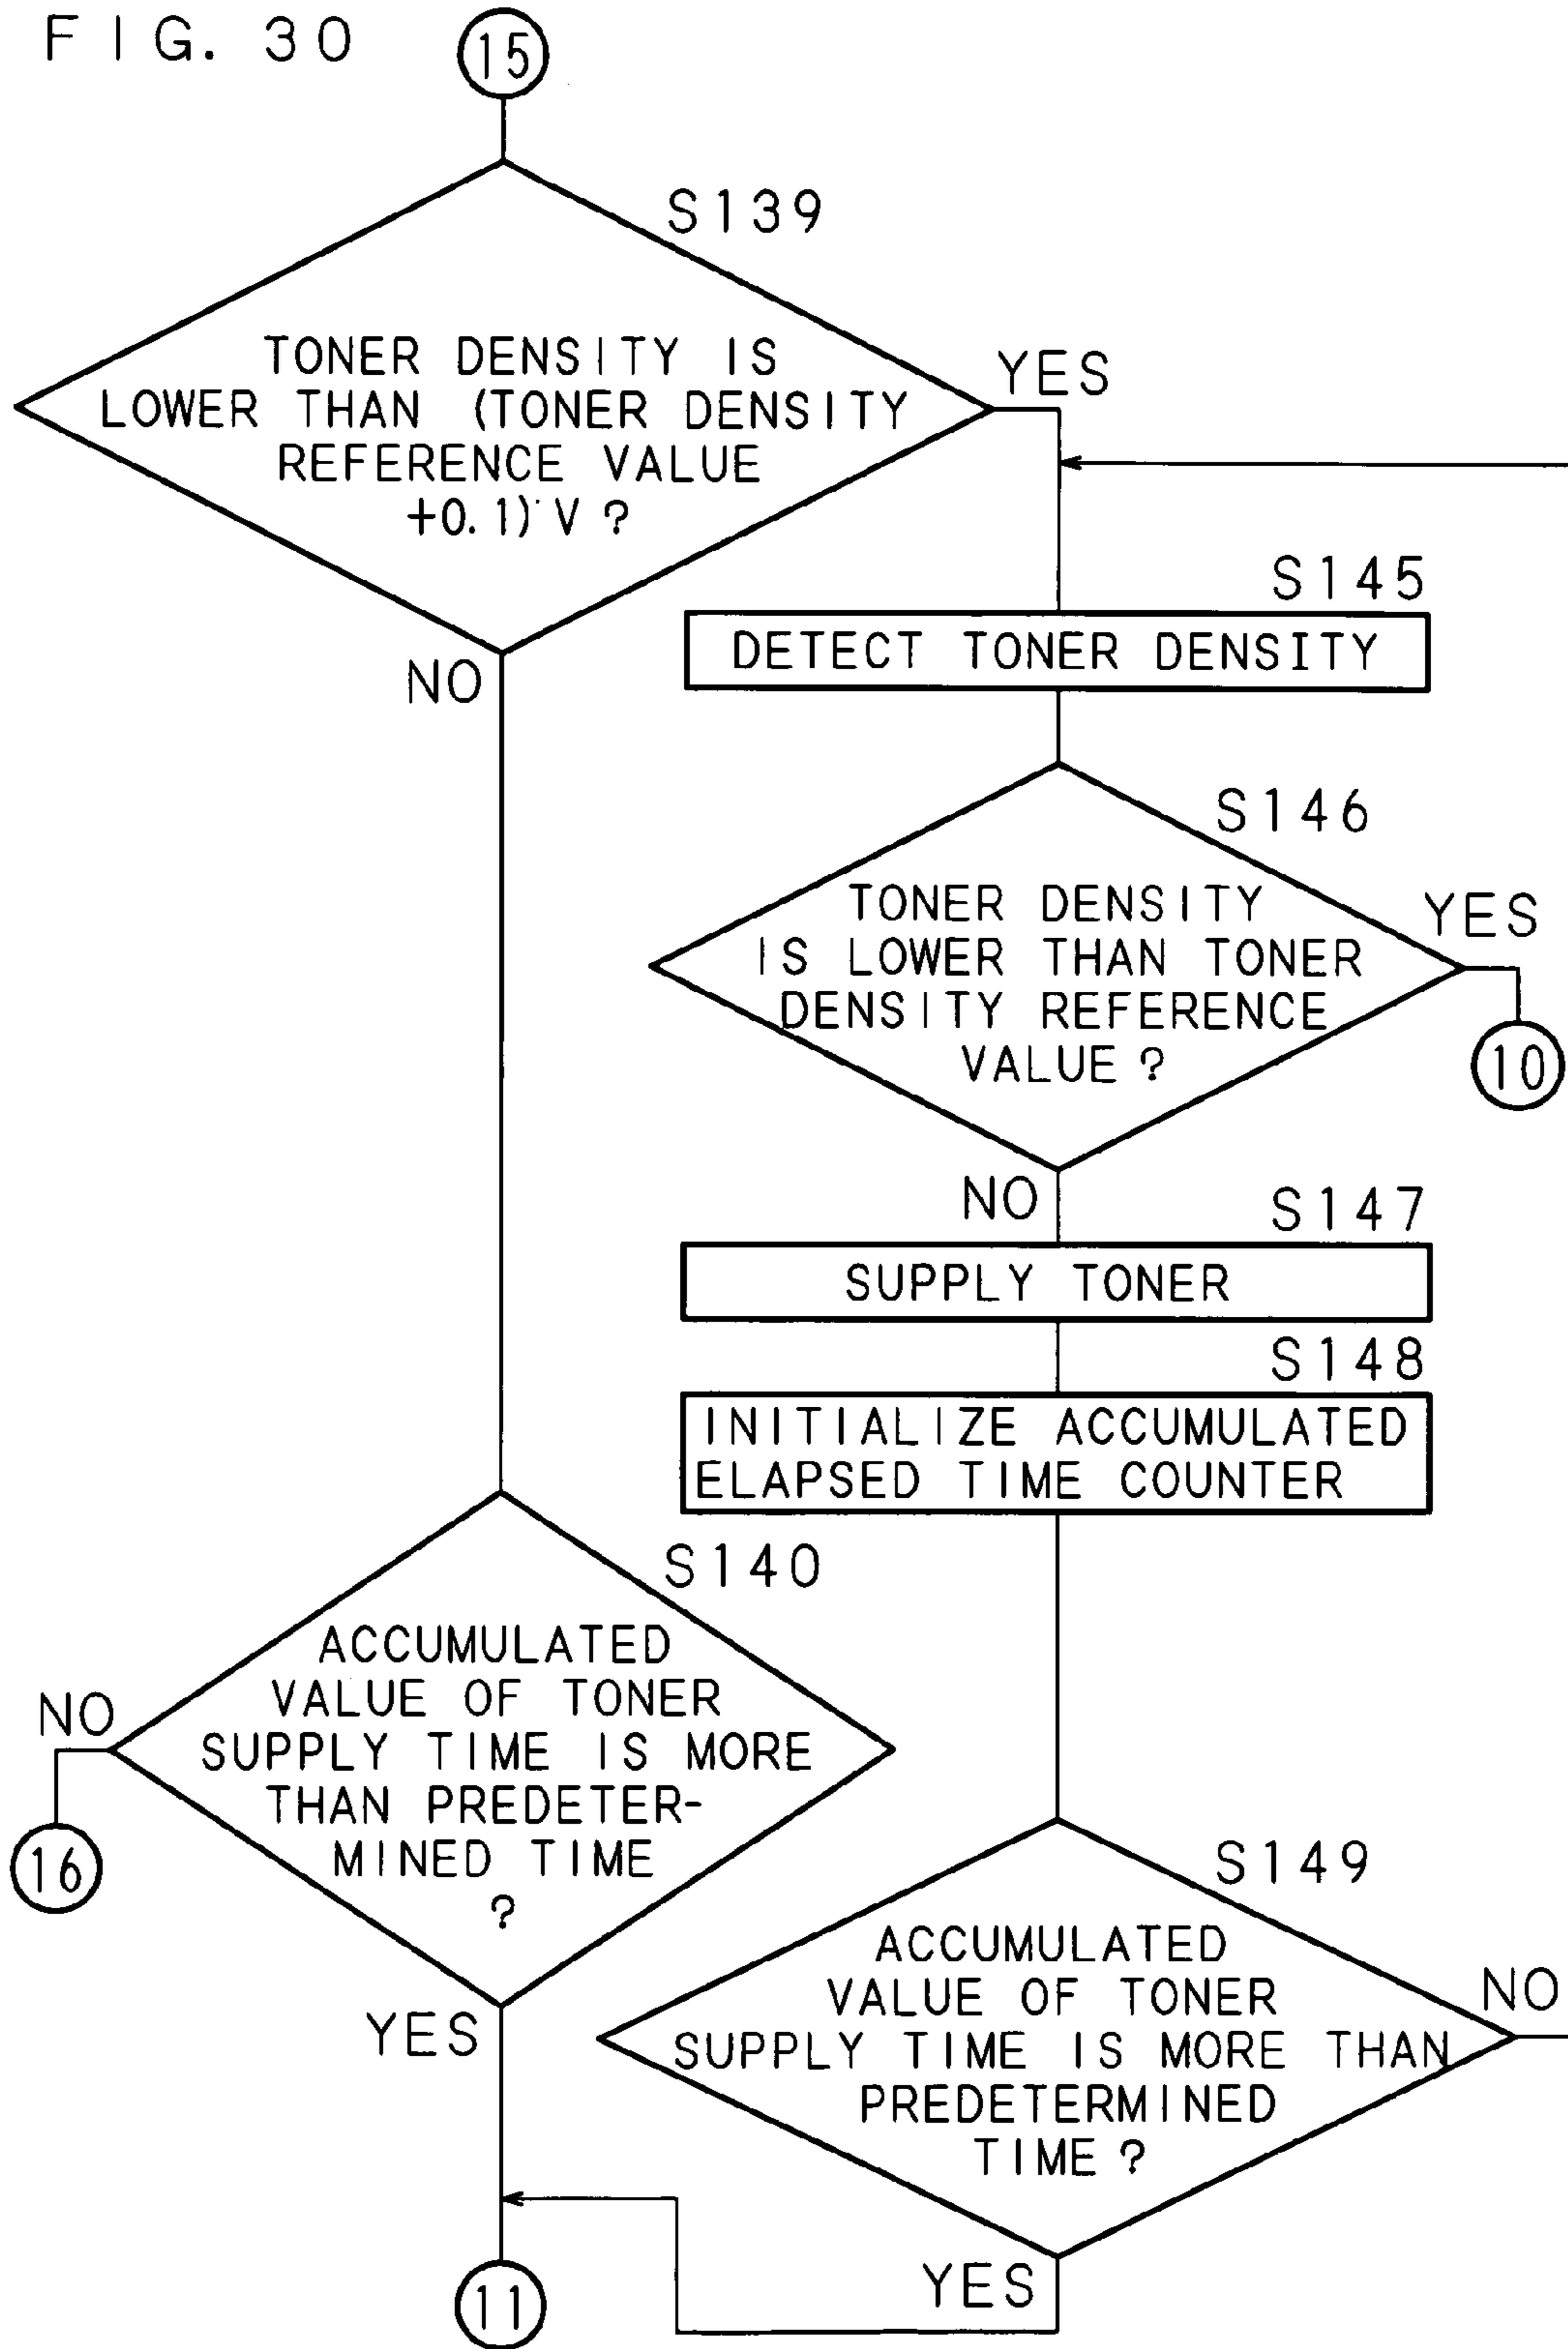 FIG. 30
15
S139
TONER DENSITY IS
LOWER THAN (TONER DENSITY
REFERENCE VALUE
+0.1) V ?
YES
NO
S145
DETECT TONER DENSITY
S146
TONER DENSITY
IS LOWER THAN TONER
DENSITY REFERENCE
VALUE ?
YES
10
NO
S147
SUPPLY TONER
S148
INITIALIZE ACCUMULATED
ELAPSED TIME COUNTER
S140
ACCUMULATED
VALUE OF TONER
SUPPLY TIME IS MORE
THAN PREDETER-
MINED TIME
?
NO
16
YES
S149
ACCUMULATED
VALUE OF TONER
SUPPLY TIME IS MORE THAN
PREDETERMINED
TIME ?
NO
YES
11